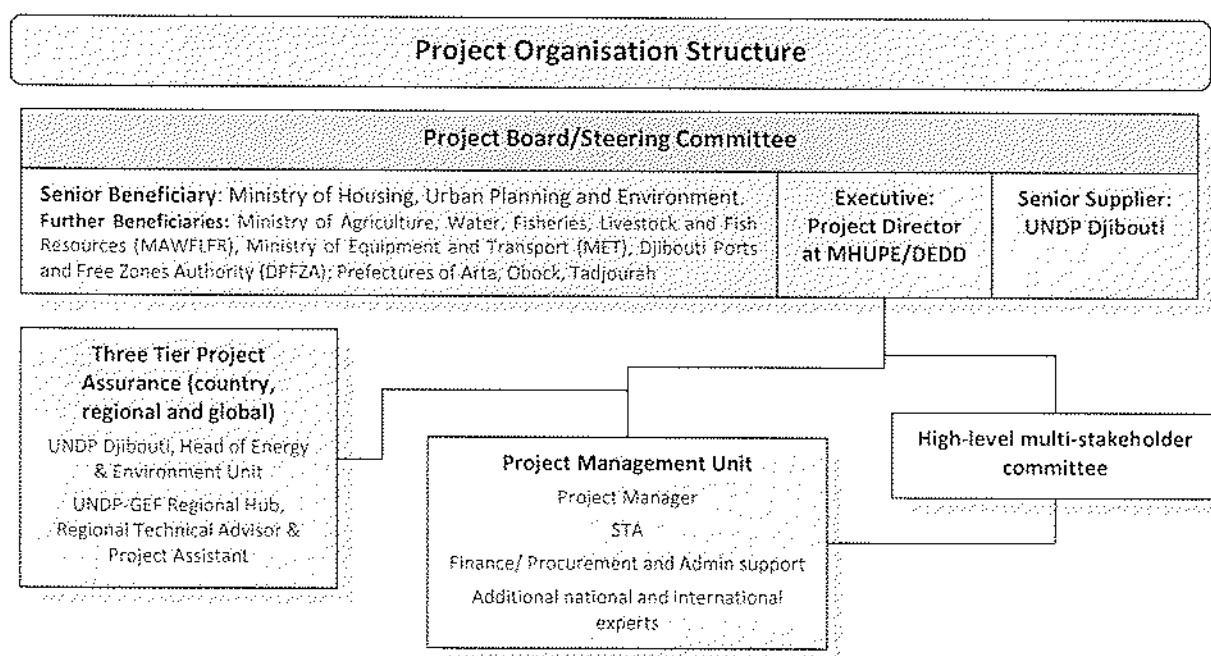 Project Organisation Structure
Project Board/Steering Committee
Senior Beneficiary: Ministry of Housing, Urban Planning and Environment.
Further Beneficiaries: Ministry of Agriculture, Water, Fisheries, Livestock and Fish
Resources (MAWFLFR), Ministry of Equipment and Transport (MET), Djibouti Ports
and Free Zones Authority (DPFZA); Prefectures of Arta, Obock, Tadjourah
Executive:
Project Director
at MHUPE/DEDD
Senior Supplier:
UNDP Djibouti
Three Tier Project
Assurance (country,
regional and global)
UNDP Djibouti, Head of Energy
& Environment Unit
UNDP-GEF Regional Hub,
Regional Technical Advisor &
Project Assistant
Project Management Unit
Project Manager
STA
Finance/ Procurement and Admin support
Additional national and international
experts
High-level multi-stakeholder
committee